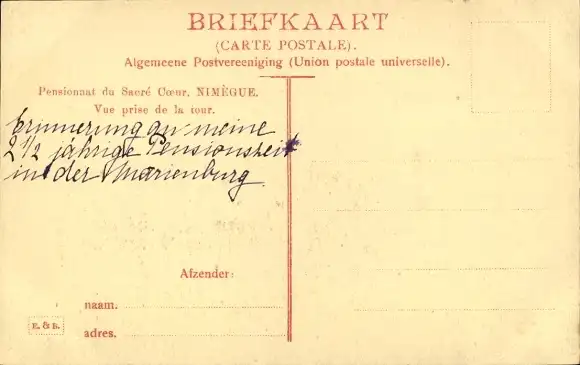 BRIEFKAART
(CARTE POSTALE).
Algemeene Postvereeniging (Union postale universelle).
Pensionnat du Sacré Cœur, NIMÈGUE.
Vue prise de la tour.
Erinnerung an meine
2 1/2 jährige Pensionszeit
in der Marienburg.
Afzender:
naam.
E. & B.
adres.